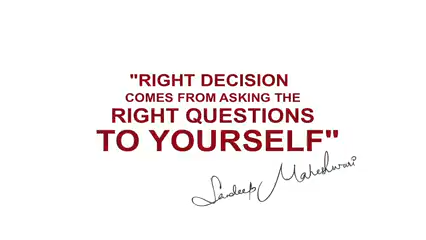 "RIGHT DECISION
COMES FROM ASKING THE
RIGHT QUESTIONS
TO YOURSELF"
Sandeep Maheshwari